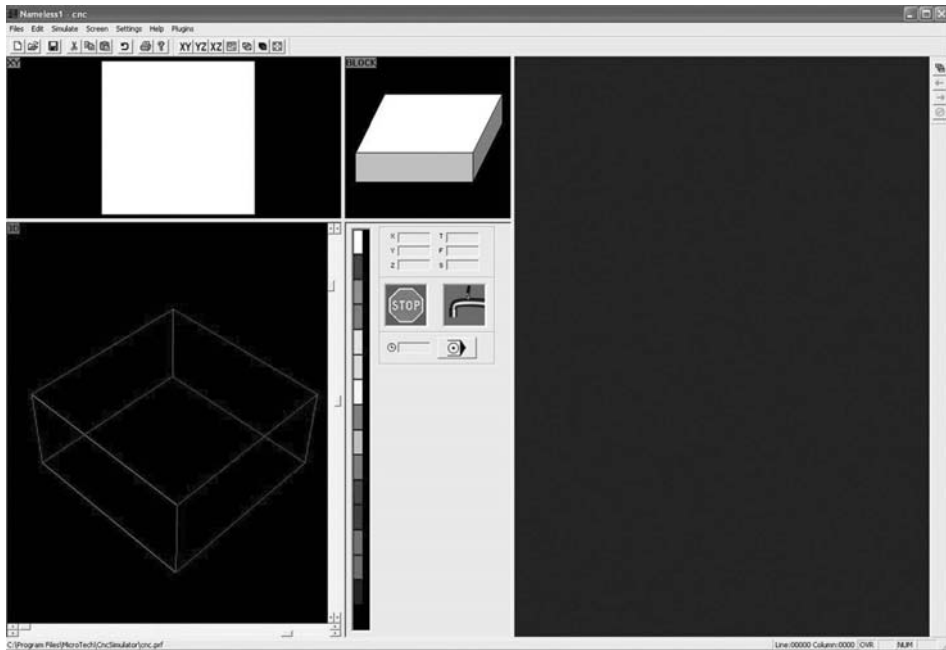 Nameless1 - cnc
Files Edit Simulate Screen Settings Help Plugins
XY YZ XZ
XY
BLOCK
3D
X T
Y F
Z S
STOP
C:\Program Files\MicroTech\CncSimulator\cnc.prf
Line:00000 Column:0000 OVR NUM